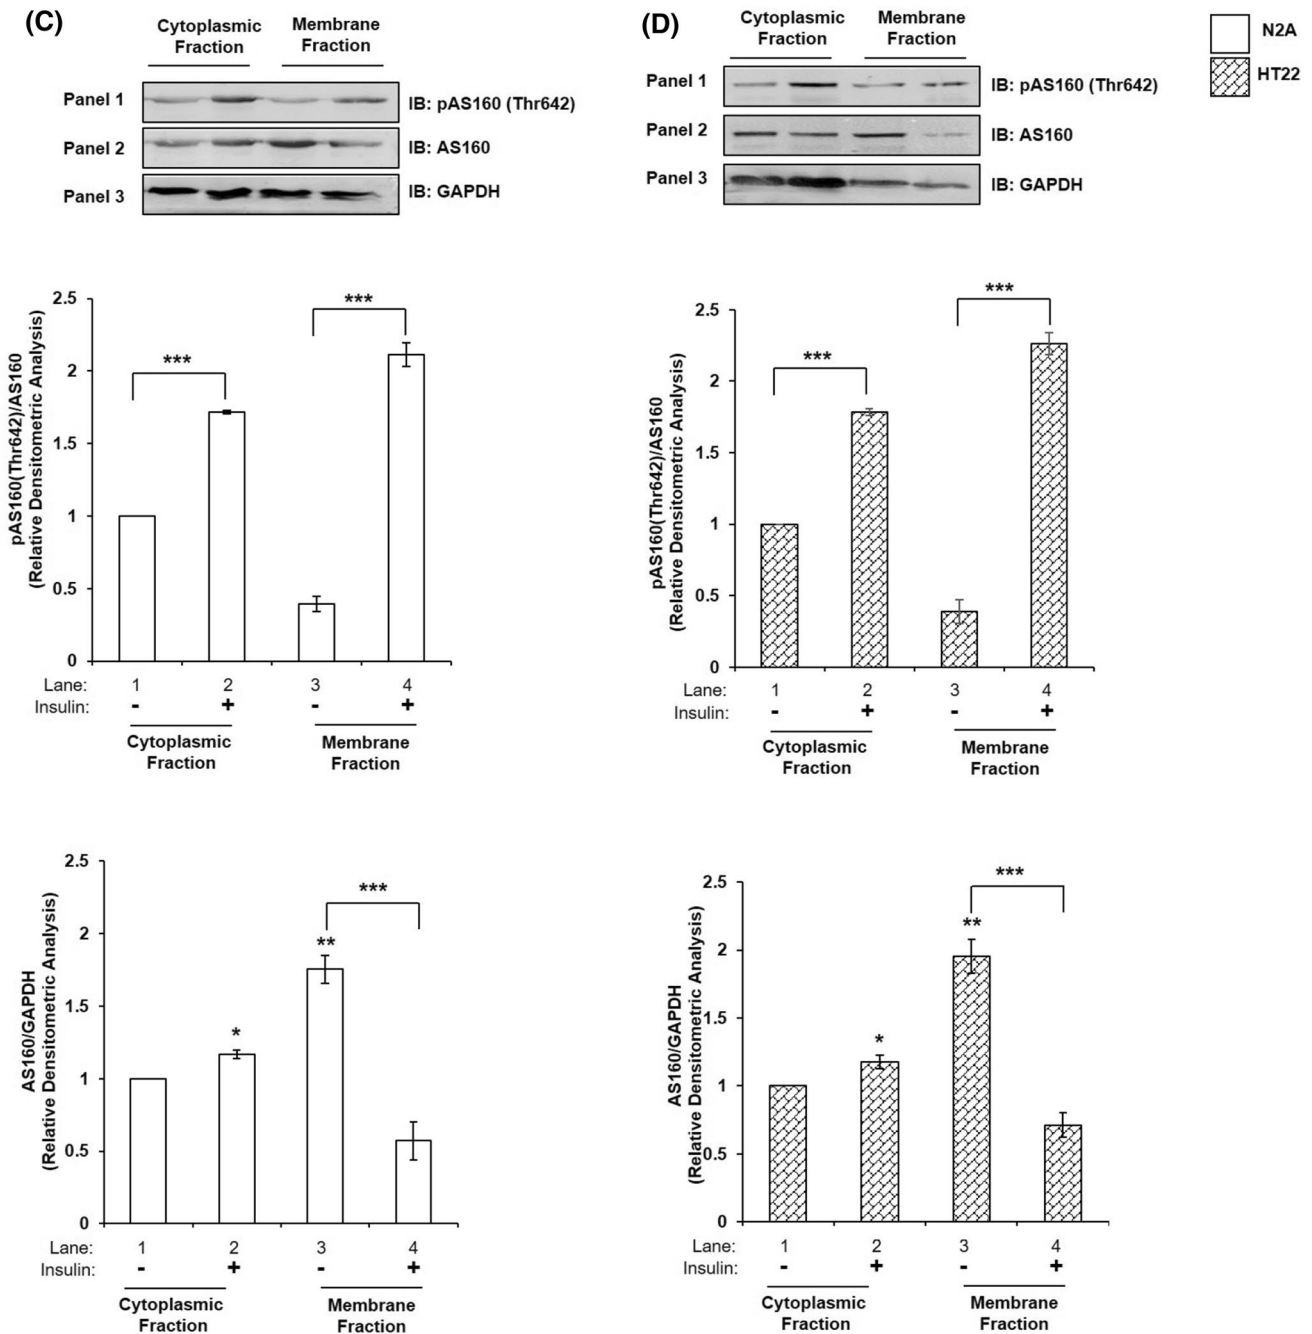 (C)
Cytoplasmic
Fraction
Membrane
Fraction
Panel 1
IB: pAS160 (Thr642)
Panel 2
IB: AS160
Panel 3
IB: GAPDH
pAS160(Thr642)/AS160
(Relative Densitometric Analysis)
2.5
2
1.5
1
0.5
0
***
***
Lane: 1 2 3 4
Insulin: - + - +
Cytoplasmic
Fraction
Membrane
Fraction
AS160/GAPDH
(Relative Densitometric Analysis)
2.5
2
1.5
1
0.5
0
*
**
***
Lane: 1 2 3 4
Insulin: - + - +
Cytoplasmic
Fraction
Membrane
Fraction
(D)
Cytoplasmic
Fraction
Membrane
Fraction
Panel 1
IB: pAS160 (Thr642)
Panel 2
IB: AS160
Panel 3
IB: GAPDH
N2A
HT22
pAS160(Thr642)/AS160
(Relative Densitometric Analysis)
2.5
2
1.5
1
0.5
0
***
***
Lane: 1 2 3 4
Insulin: - + - +
Cytoplasmic
Fraction
Membrane
Fraction
AS160/GAPDH
(Relative Densitometric Analysis)
2.5
2
1.5
1
0.5
0
*
**
***
Lane: 1 2 3 4
Insulin: - + - +
Cytoplasmic
Fraction
Membrane
Fraction